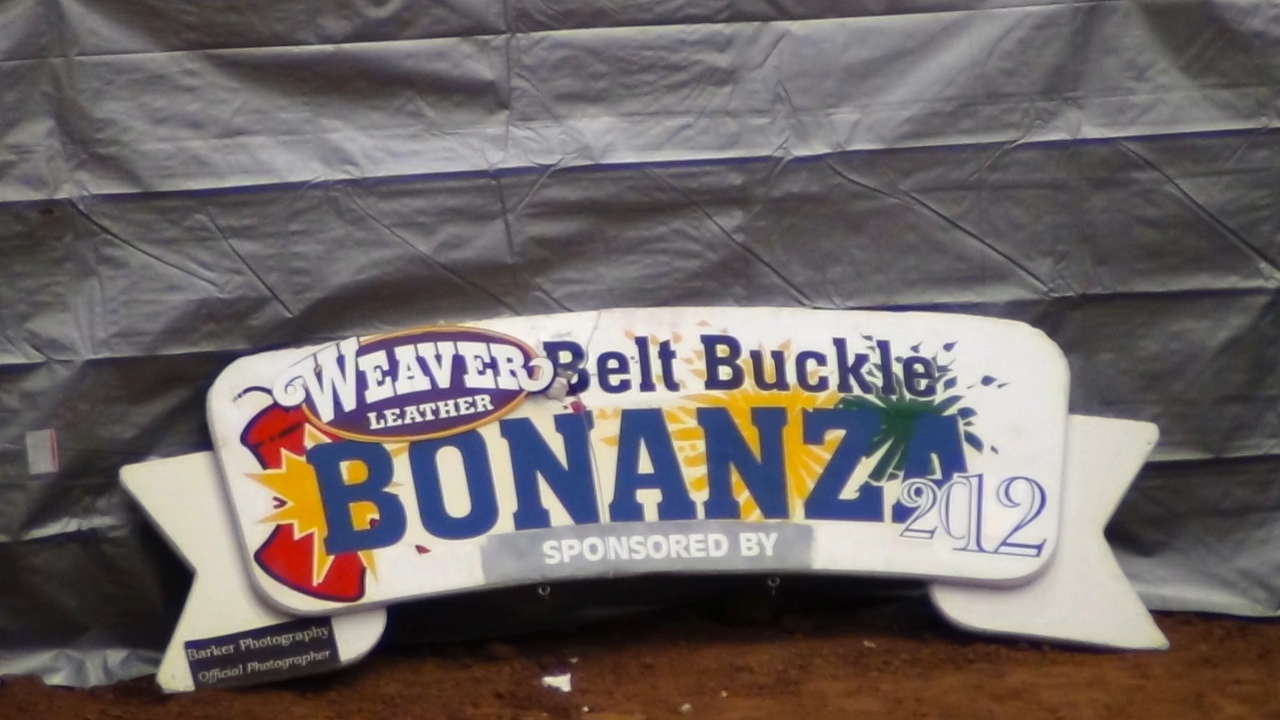 WEAVER
LEATHER
Belt Buckle
BONANZA
2012
SPONSORED BY
Barker Photography
Official Photographer